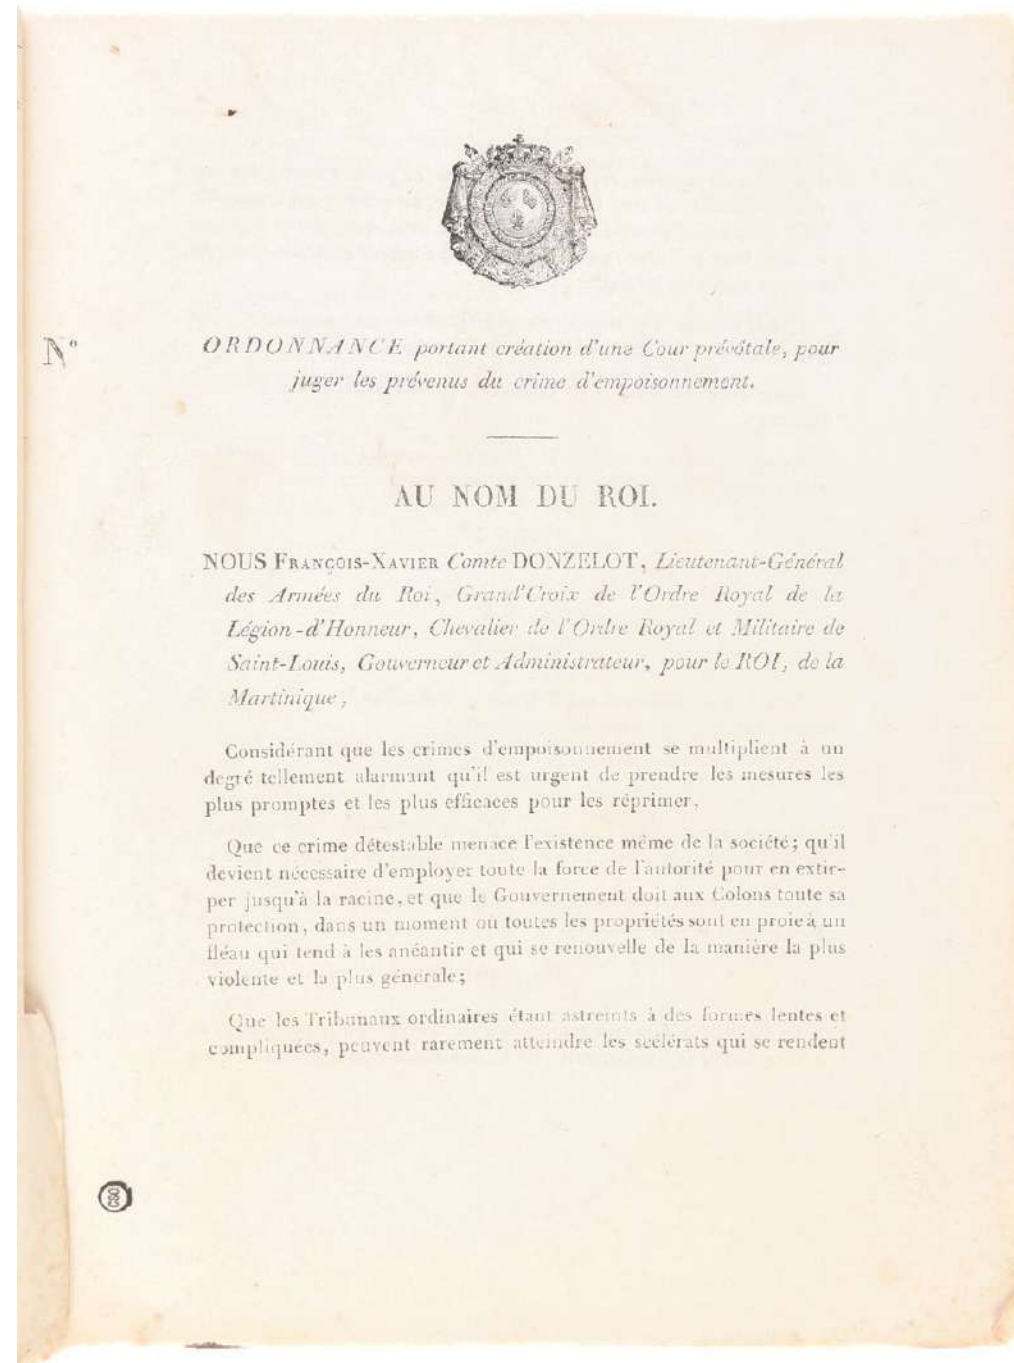 N°
ORDONNANCE portant création d'une Cour prévôtale, pour
juger les prévenus du crime d'empoisonnement.
AU NOM DU ROI.
NOUS FRANÇOIS-XAVIER Comte DONZELOT, Lieutenant-Général
des Armées du Roi, Grand'Croix de l'Ordre Royal de la
Légion-d'Honneur, Chevalier de l'Ordre Royal et Militaire de
Saint-Louis, Gouverneur et Administrateur, pour le ROI, de la
Martinique,
Considérant que les crimes d'empoisonnement se multiplient à un
degré tellement alarmant qu'il est urgent de prendre les mesures les
plus promptes et les plus efficaces pour les réprimer,
Que ce crime détestable menace l'existence même de la société; qu'il
devient nécessaire d'employer toute la force de l'autorité pour en extir-
per jusqu'à la racine, et que le Gouvernement doit aux Colons toute sa
protection, dans un moment où toutes les propriétés sont en proie à un
fléau qui tend à les anéantir et qui se renouvelle de la manière la plus
violente et la plus générale;
Que les Tribunaux ordinaires étant astreints à des formes lentes et
compliquées, peuvent rarement atteindre les scélérats qui se rendent